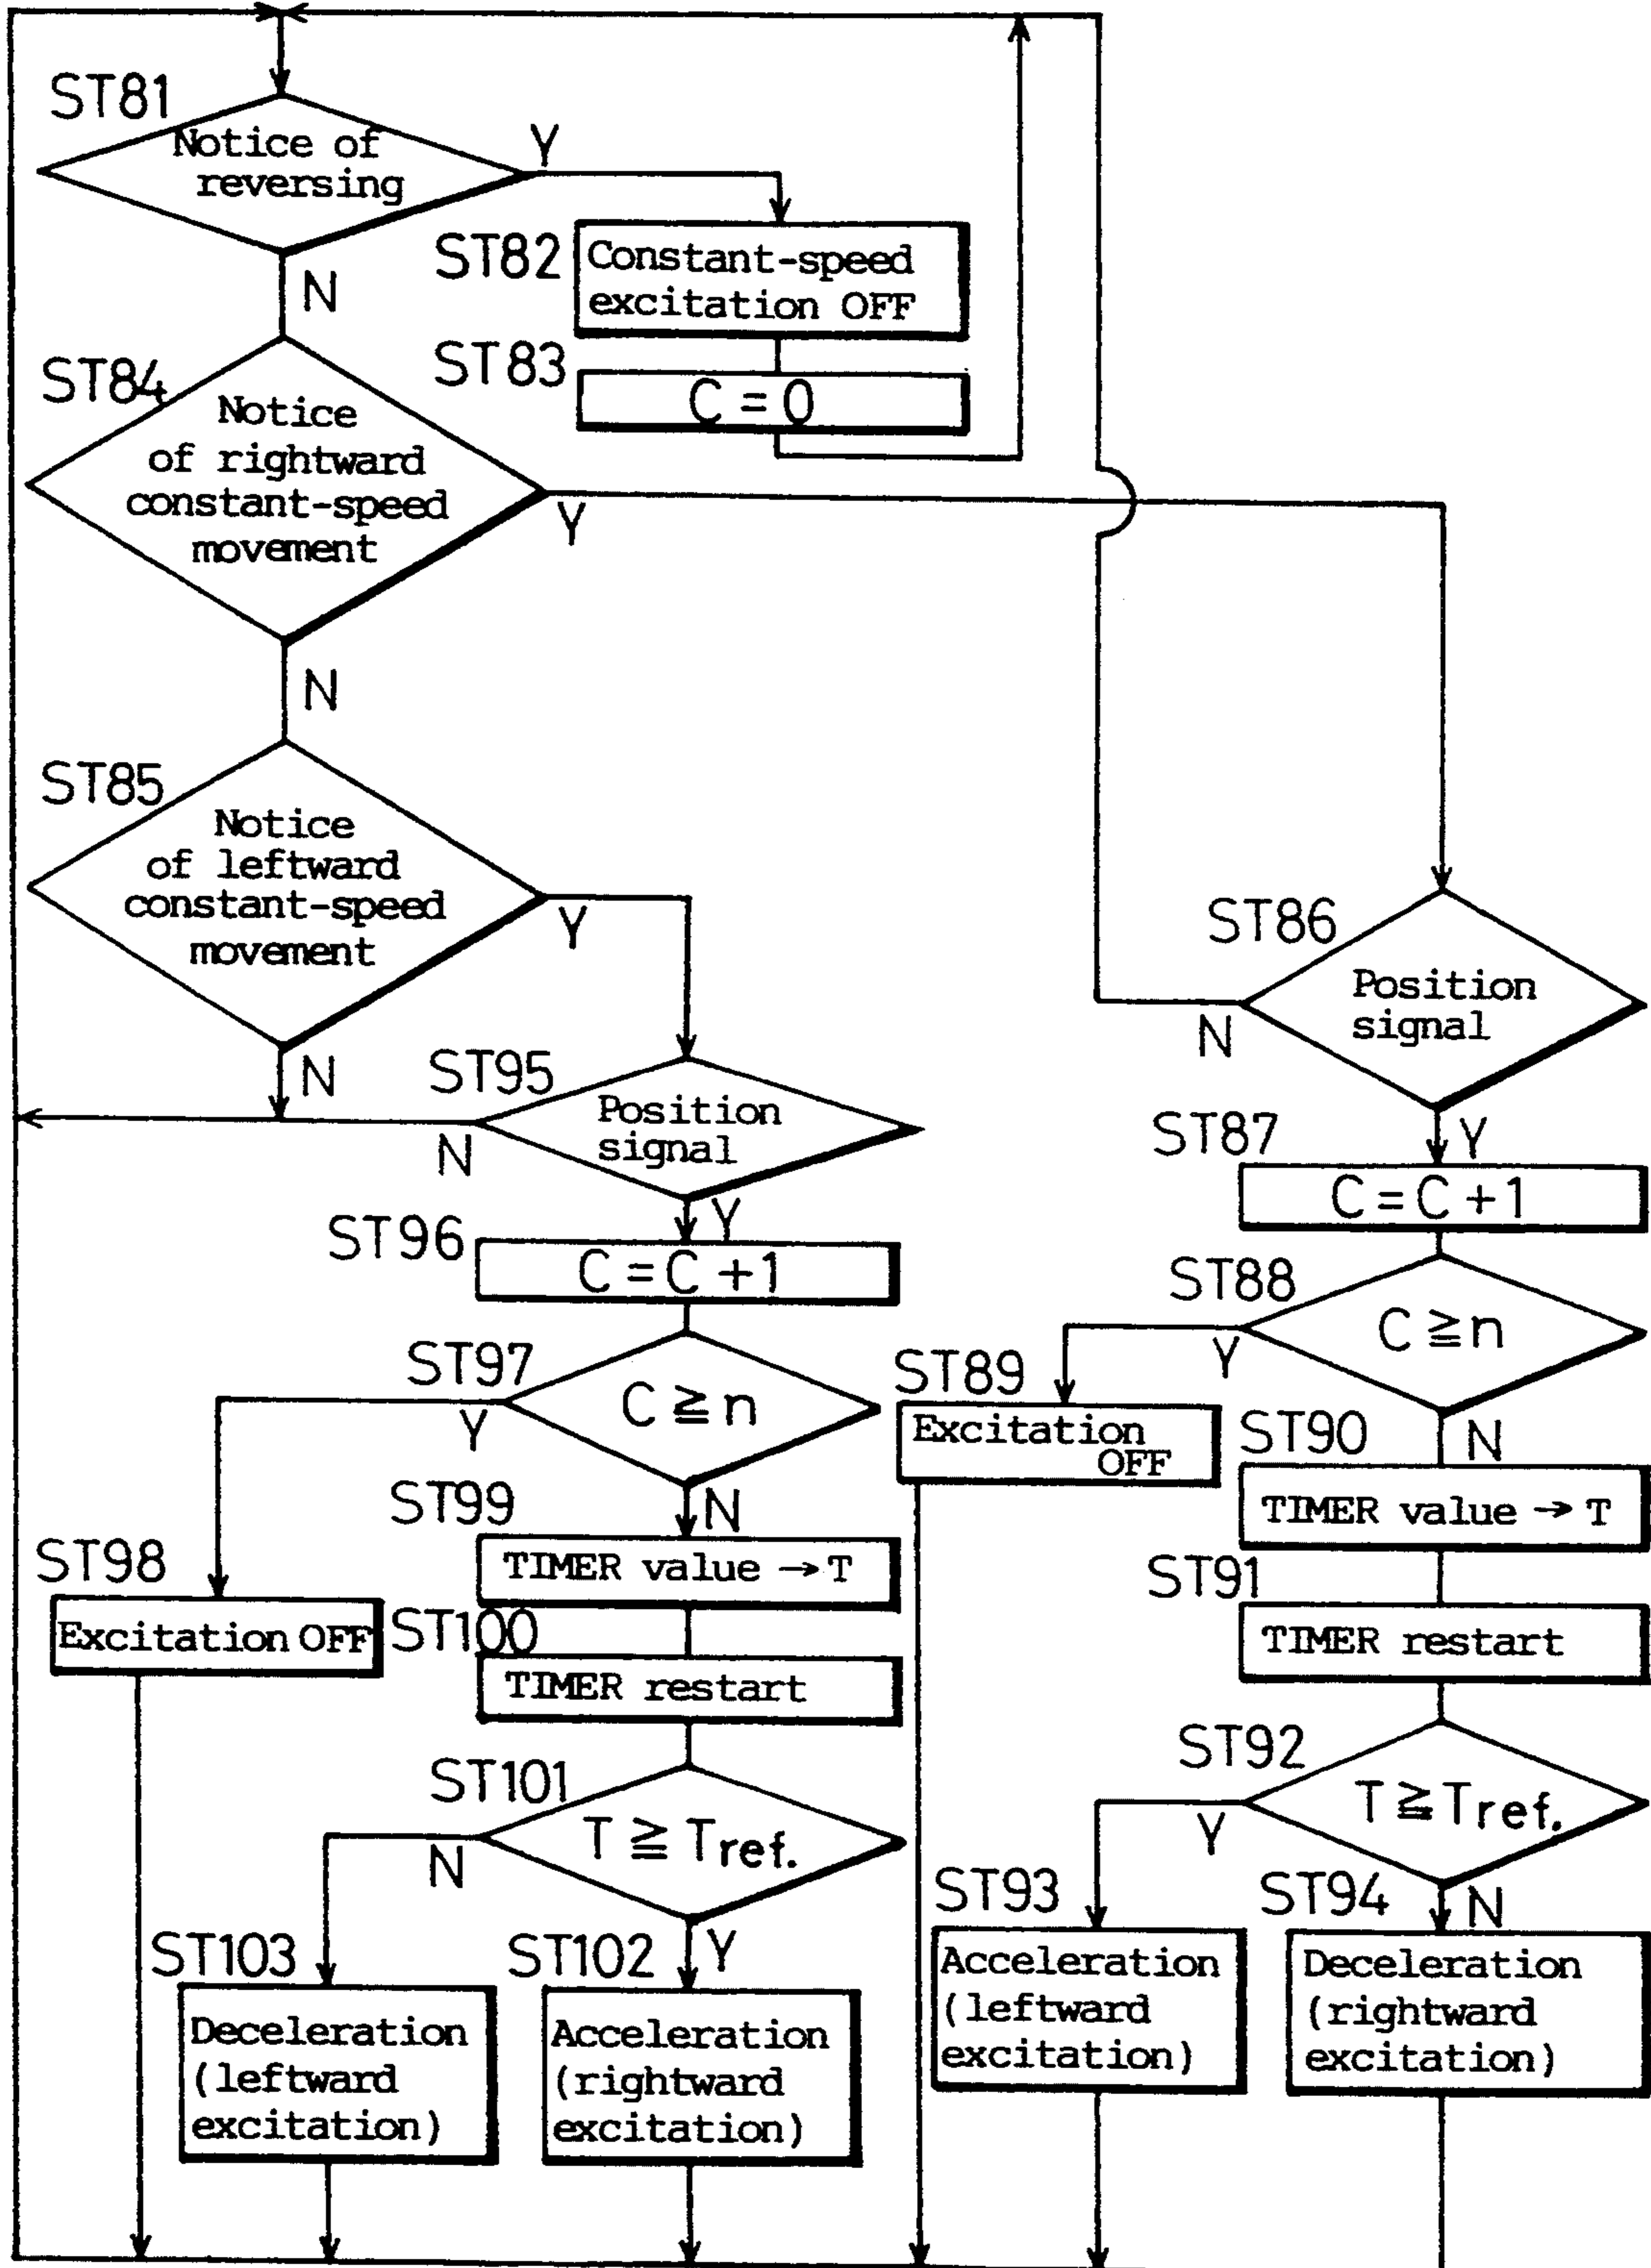 ST81
Notice of
reversing
Y
N
ST82
Constant-speed
excitation OFF
ST83
C = 0
ST84
Notice
of rightward
constant-speed
movement
Y
N
ST85
Notice
of leftward
constant-speed
movement
Y
N
ST86
Position
signal
N
Y
ST87
C = C + 1
ST88
C ≧ n
Y
N
ST89
Excitation
OFF
ST90
TIMER value → T
ST91
TIMER restart
ST92
T ≧ Tref.
Y
N
ST93
Acceleration
(leftward
excitation)
ST94
Deceleration
(rightward
excitation)
ST95
Position
signal
N
Y
ST96
C = C + 1
ST97
C ≧ n
Y
N
ST98
Excitation OFF
ST99
TIMER value → T
ST100
TIMER restart
ST101
T ≧ Tref.
N
Y
ST103
Deceleration
(leftward
excitation)
ST102
Acceleration
(rightward
excitation)